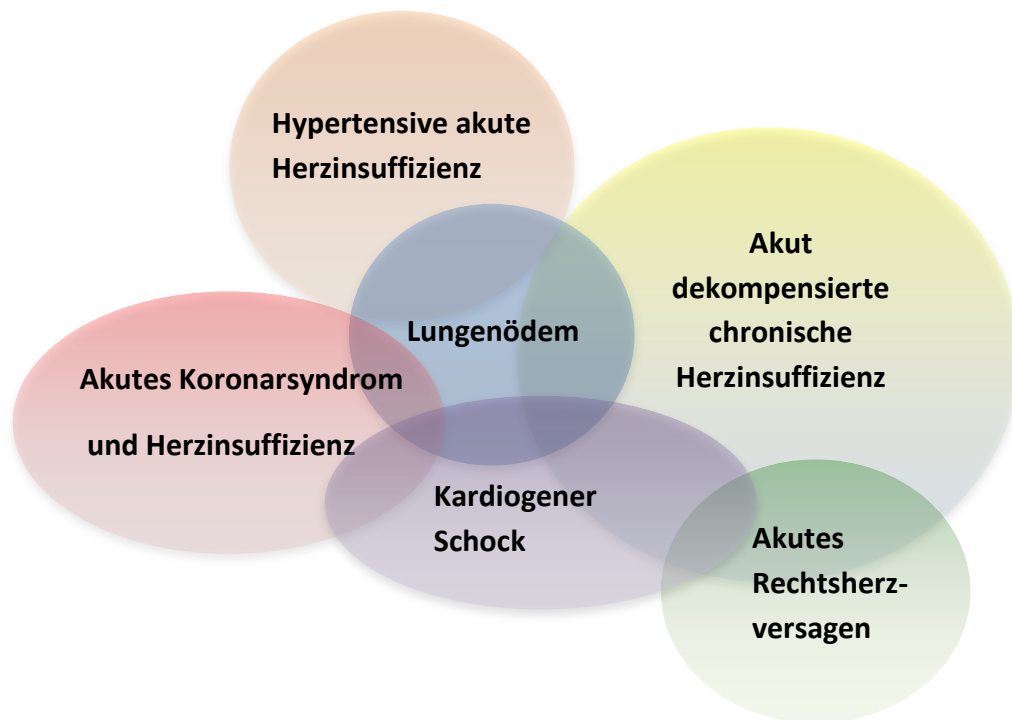 Hypertensive akute
Herzinsuffizienz
Akut
dekompensierte
chronische
Herzinsuffizienz
Lungenödem
Akutes Koronarsyndrom
und Herzinsuffizienz
Kardiogener
Schock
Akutes
Rechtsherz-
versagen